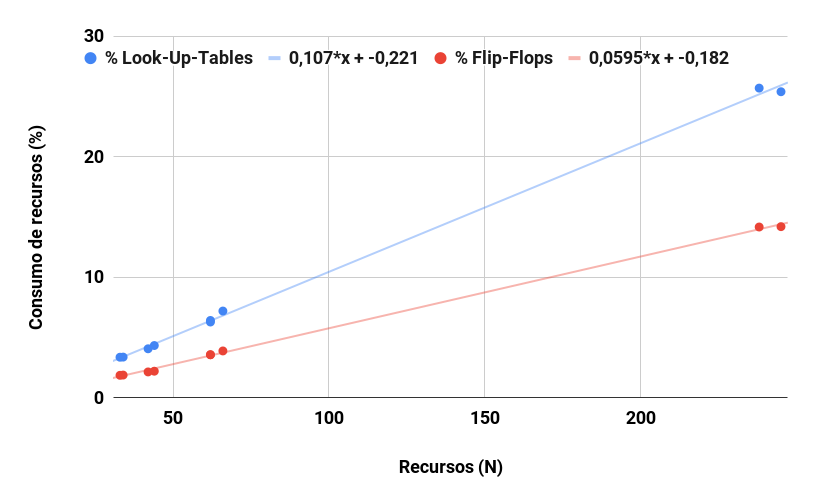 30
% Look-Up-Tables 0,107*x + -0,221 % Flip-Flops 0,0595*x + -0,182
20
10
0
Consumo de recursos (%)
50 100 150 200
Recursos (N)